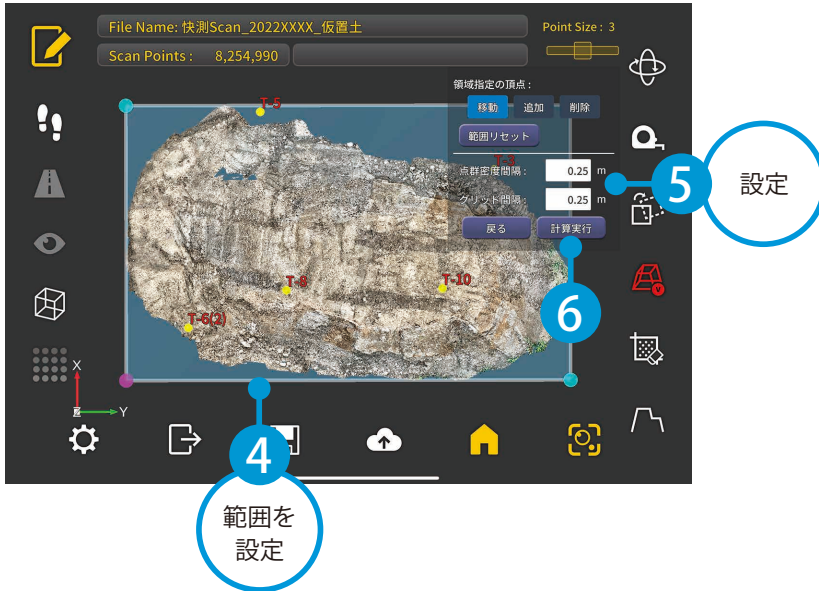 File Name: 快測Scan_2022XXXX_仮置土
Point Size : 3
Scan Points : 8,254,990
領域指定の頂点 :
移動 追加 削除
範囲リセット
T-5
T-3
点群密度間隔 : 0.25 m
グリッド間隔 : 0.25 m
戻る 計算実行
5 設定
6
T-8
T-10
T-6(2)
V
X
Z Y
4
範囲を
設定